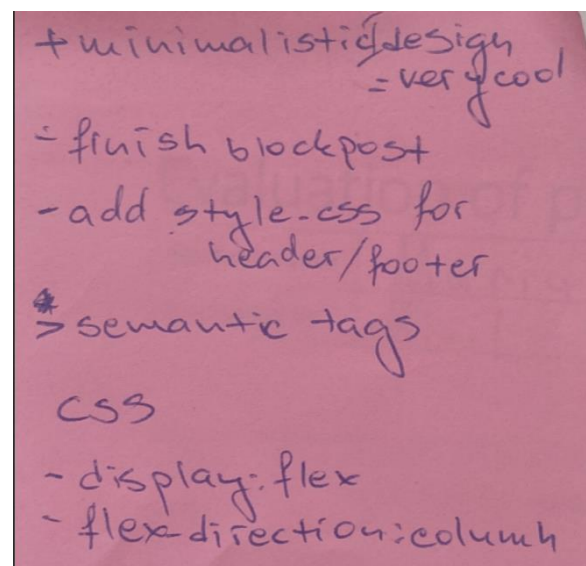 + minimalistic design
= very cool
- finish blockpost
- add style.css for
header/footer
> semantic tags
css
- display: flex
- flex-direction: column